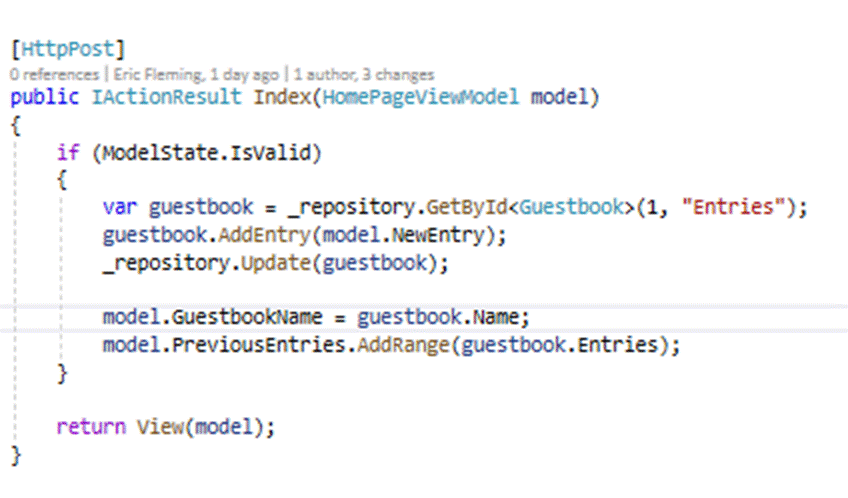 [HttpPost]
0 references | Eric Fleming, 1 day ago | 1 author, 3 changes
public IActionResult Index(HomePageViewModel model)
{
    if (ModelState.IsValid)
    {
        var guestbook = _repository.GetById<Guestbook>(1, "Entries");
        guestbook.AddEntry(model.NewEntry);
        _repository.Update(guestbook);
        model.GuestbookName = guestbook.Name;
        model.PreviousEntries.AddRange(guestbook.Entries);
    }
    return View(model);
}